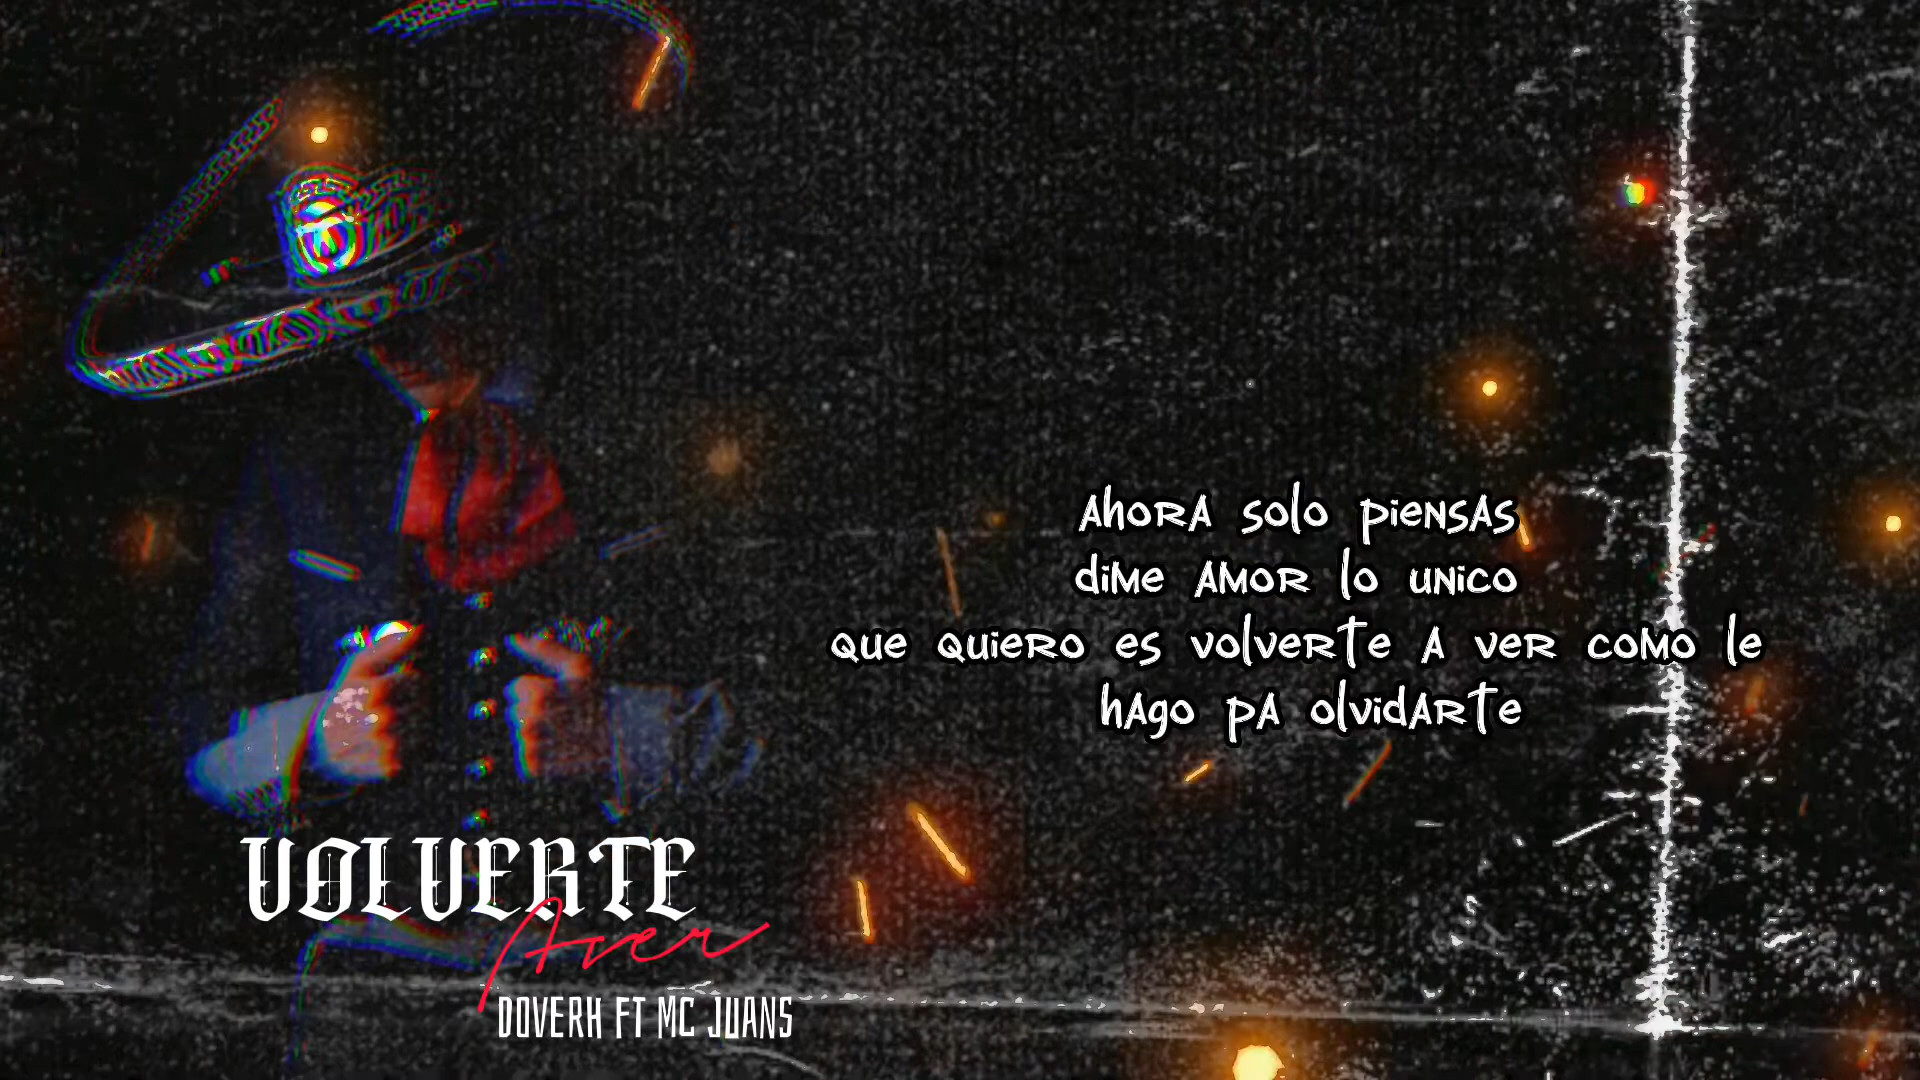 Ahora solo piensas
dime amor lo unico
que quiero es volverte a ver como le
hago pa olvidarte
VOLVERTE
Aver
DOVERH FT MC JUANS